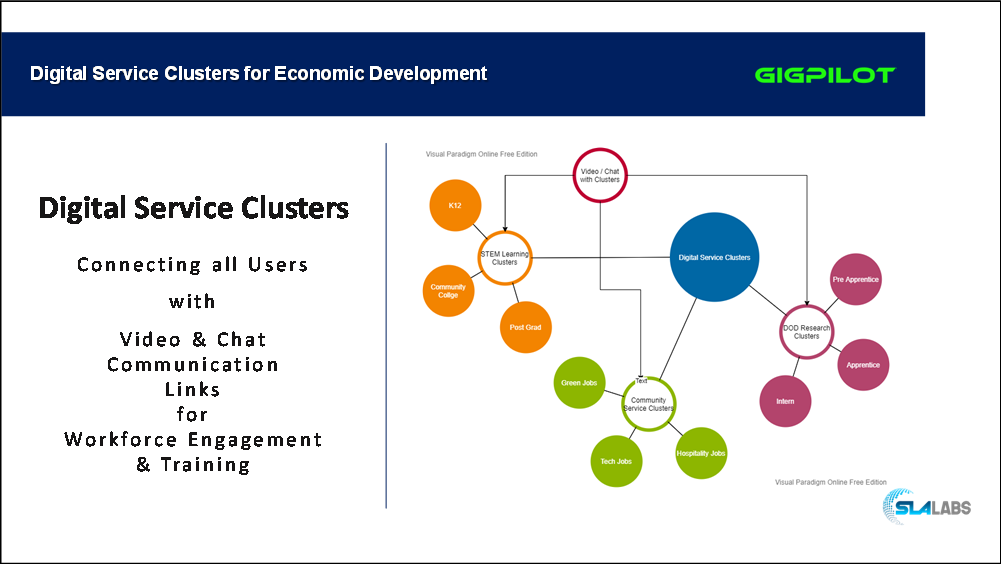 Digital Service Clusters for Economic Development
GIGPILOT
Digital Service Clusters
Connecting all Users
with
Video & Chat
Communication
Links
for
Workforce Engagement
& Training
Visual Paradigm Online Free Edition
Video / Chat
with Clusters
K12
STEM Learning
Clusters
Community
Collge
Post Grad
Digital Service Clusters
Pre Apprentice
DOD Research
Clusters
Apprentice
Intern
Text
Green Jobs
Community
Service Clusters
Tech Jobs
Hospitality Jobs
Visual Paradigm Online Free Edition
SLALABS